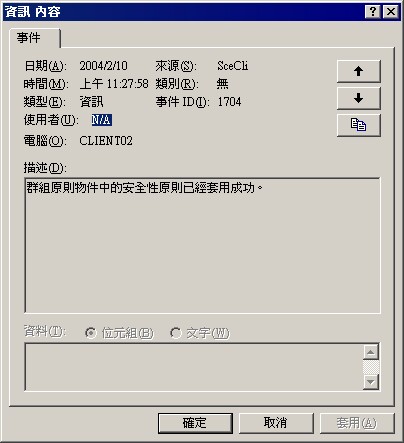 資訊 內容
事件
日期(A): 2004/2/10 來源(S): SceCli
時間(M): 上午 11:27:58 類別(R): 無
類型(E): 資訊 事件 ID(I): 1704
使用者(U): N/A
電腦(O): CLIENT02
描述(D):
群組原則物件中的安全性原則已經套用成功。
資料(T): 位元組(B) 文字(W)
確定 取消 套用(A)